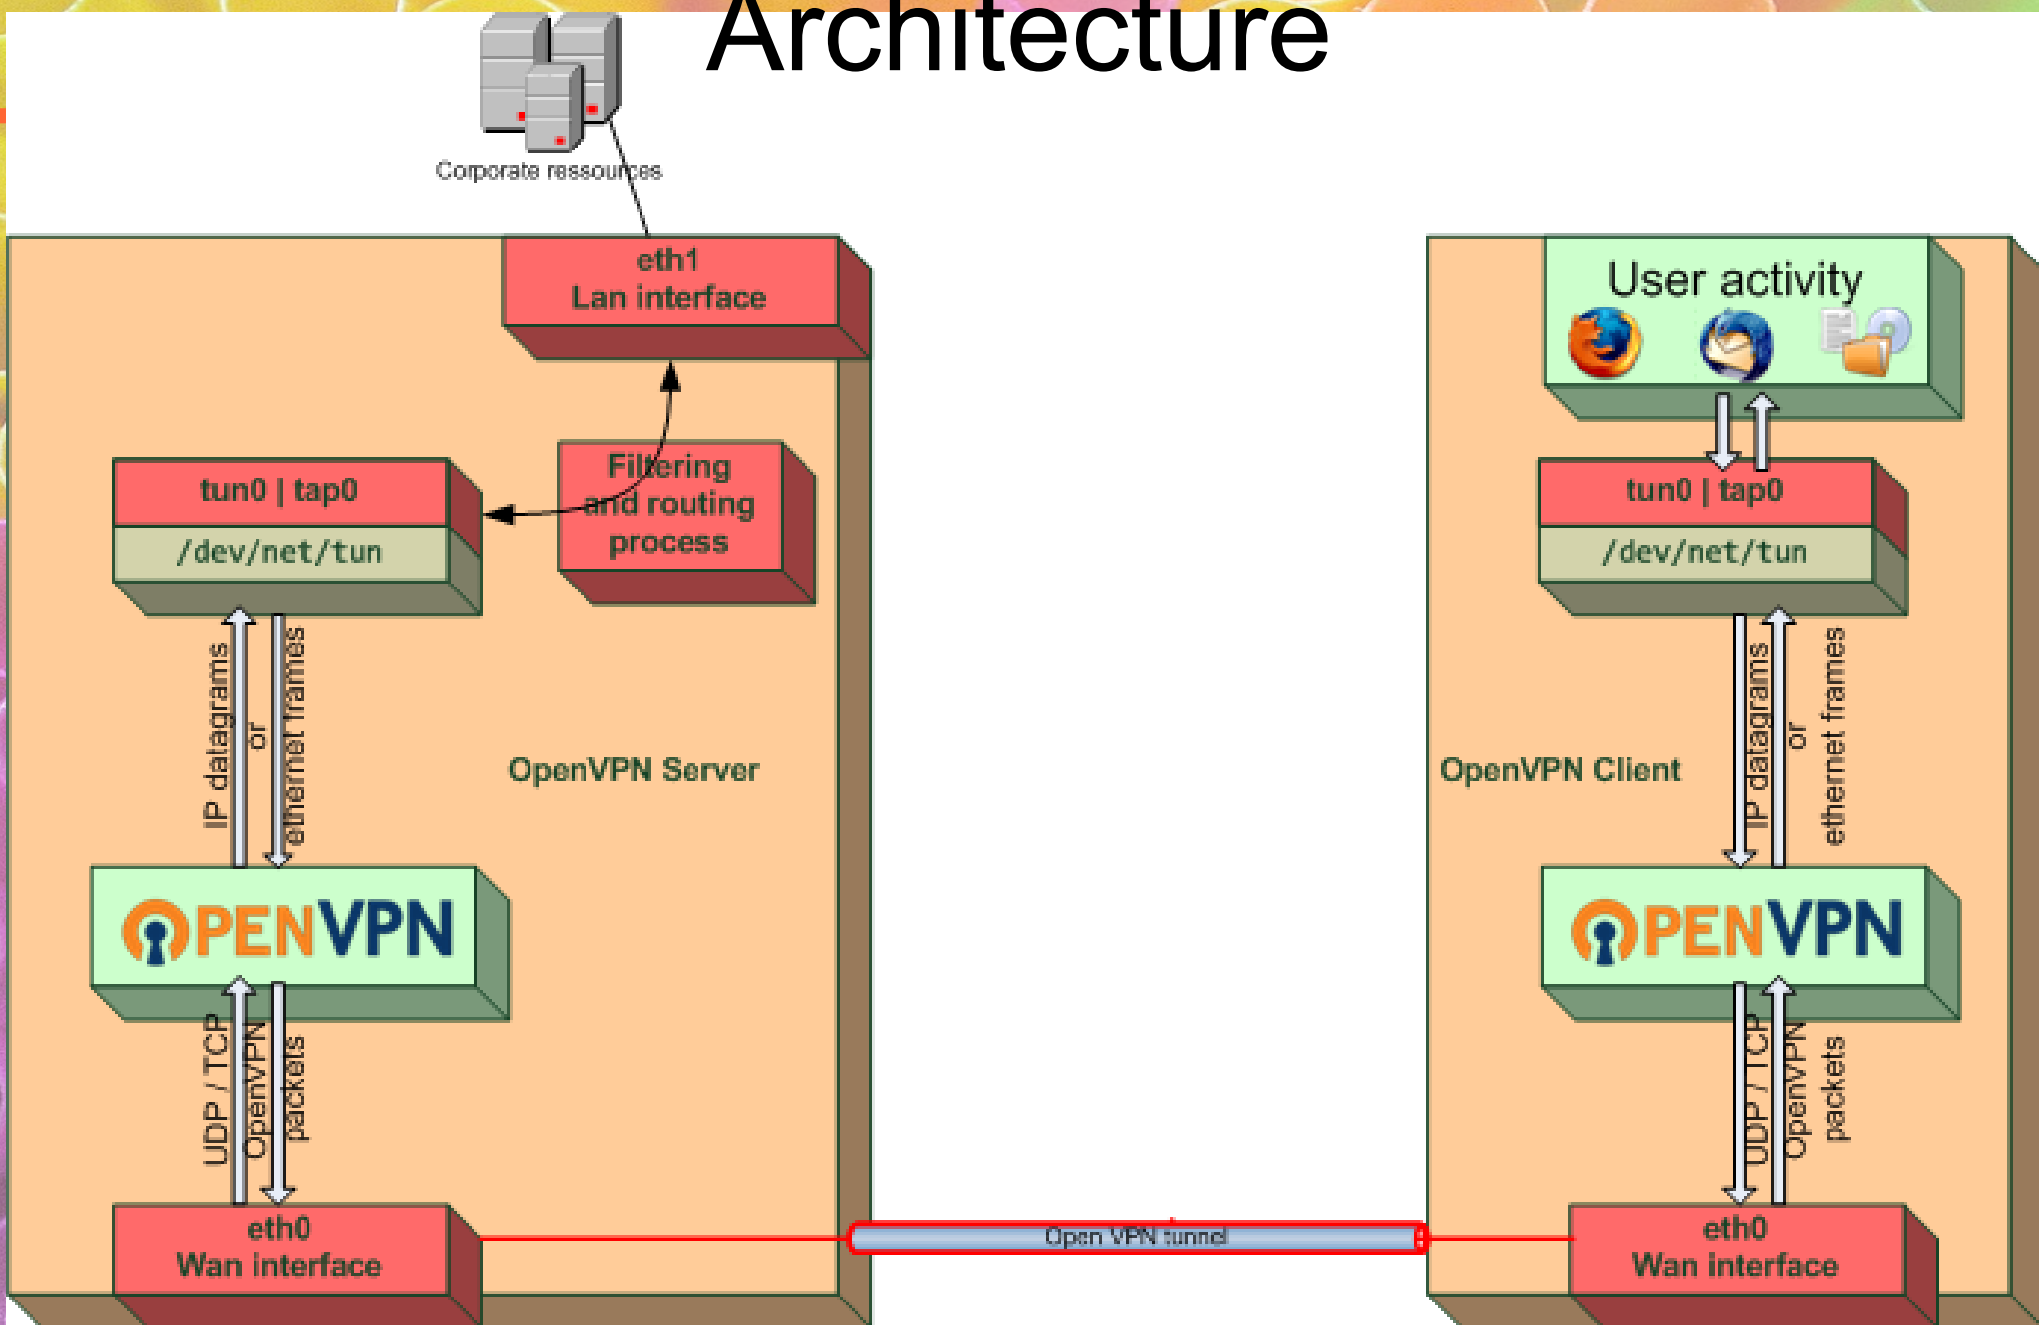 Architecture
Corporate ressources
eth1
Lan interface
User activity
Filtering
and routing
process
tun0 | tap0
/dev/net/tun
tun0 | tap0
/dev/net/tun
IP datagrams
or
ethernet frames
OpenVPN Server
OpenVPN Client
IP datagrams
or
ethernet frames
OPENVPN
OPENVPN
UDP / TCP
OpenVPN
packets
UDP / TCP
OpenVPN
packets
eth0
Wan interface
Open VPN tunnel
eth0
Wan interface